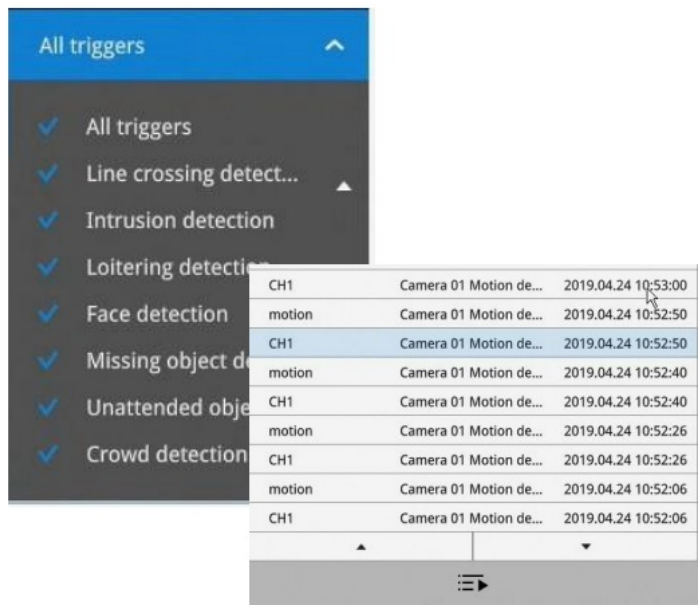 All triggers
All triggers
Line crossing detect...
Intrusion detection
Loitering detection
Face detection
Missing object de
Unattended obje
Crowd detection
CH1 Camera 01 Motion de... 2019.04.24 10:53:00
motion Camera 01 Motion de... 2019.04.24 10:52:50
CH1 Camera 01 Motion de... 2019.04.24 10:52:50
motion Camera 01 Motion de... 2019.04.24 10:52:40
CH1 Camera 01 Motion de... 2019.04.24 10:52:40
motion Camera 01 Motion de... 2019.04.24 10:52:26
CH1 Camera 01 Motion de... 2019.04.24 10:52:26
motion Camera 01 Motion de... 2019.04.24 10:52:06
CH1 Camera 01 Motion de... 2019.04.24 10:52:06